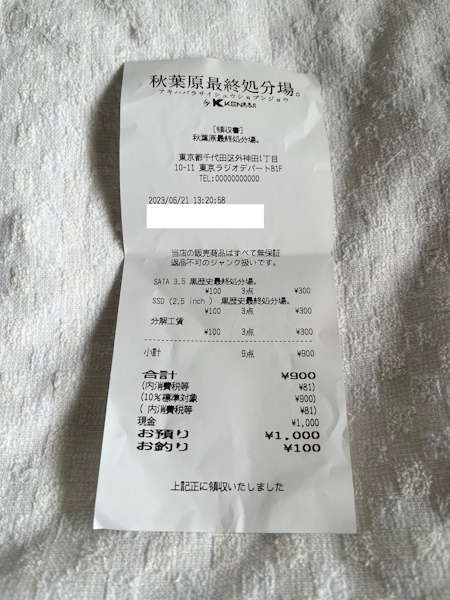 秋葉原最終処分場。
アキハバラサイシュウショブンジョウ
by KKEN
[領収書]
秋葉原最終処分場。
東京都千代田区外神田1丁目
10-11 東京ラジオデパートB1F
TEL:00000000000
2023/06/21 13:20:58
当店の販売商品はすべて無保証
返品不可のジャンク扱いです。
SATA 3.5 黒歴史最終処分場。
¥100 3点 ¥300
SSD (2.5 inch ) 黒歴史最終処分場。
¥100 3点 ¥300
分解工賃
¥100 3点 ¥300
小計 9点 ¥900
合計 ¥900
(内消費税等 ¥81)
(10%標準対象 ¥900)
( 内消費税等 ¥81)
現金 ¥1,000
お預り ¥1,000
お釣り ¥100
上記正に領収いたしました